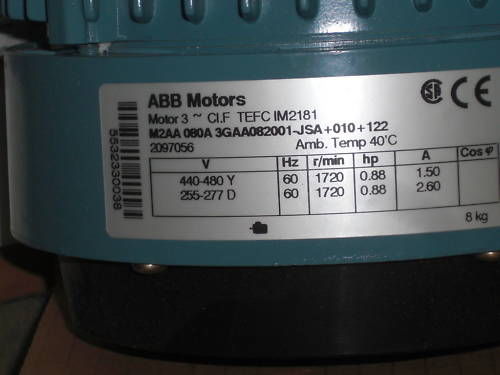 ABB Motors
Motor 3 ~ Cl.F TEFC IM2181
M2AA 080A 3GAA082001-JSA+010+122
2097056 Amb. Temp 40°C
V Hz r/min hp A Cos φ
440-480 Y 60 1720 0.88 1.50
255-277 D 60 1720 0.88 2.60
8 kg
5532330038
SP
CE